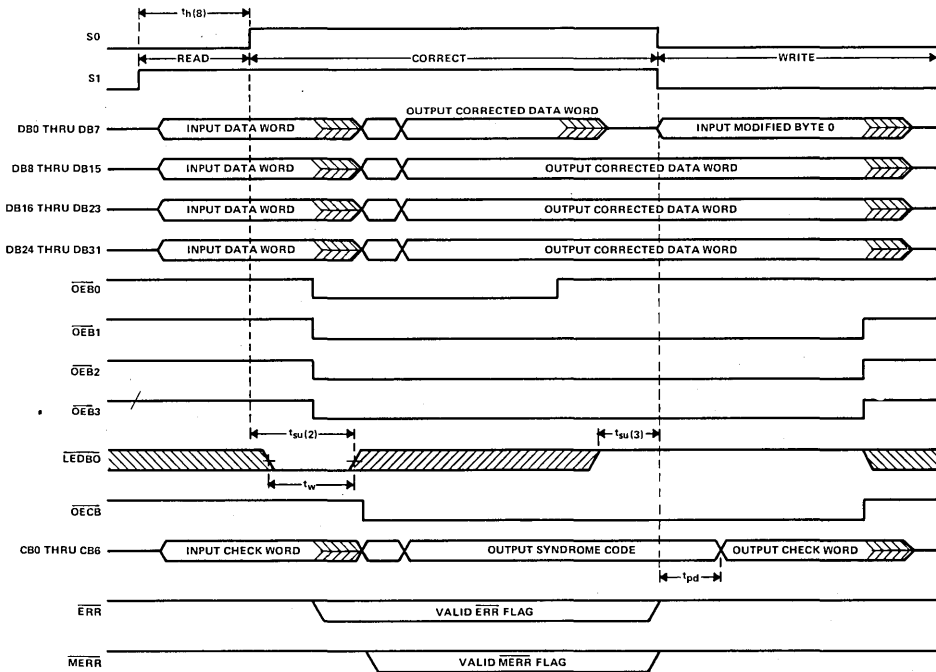 th(8)
S0
READ CORRECT WRITE
S1
OUTPUT CORRECTED DATA WORD
DB0 THRU DB7 INPUT DATA WORD INPUT MODIFIED BYTE 0
DB8 THRU DB15 INPUT DATA WORD OUTPUT CORRECTED DATA WORD
DB16 THRU DB23 INPUT DATA WORD OUTPUT CORRECTED DATA WORD
DB24 THRU DB31 INPUT DATA WORD OUTPUT CORRECTED DATA WORD
OEB0
OEB1
OEB2
OEB3
tsu(2) tsu(3)
LEDBO
tw
OECB
CB0 THRU CB6 INPUT CHECK WORD OUTPUT SYNDROME CODE OUTPUT CHECK WORD
tpd
ERR VALID ERR FLAG
MERR VALID MERR FLAG